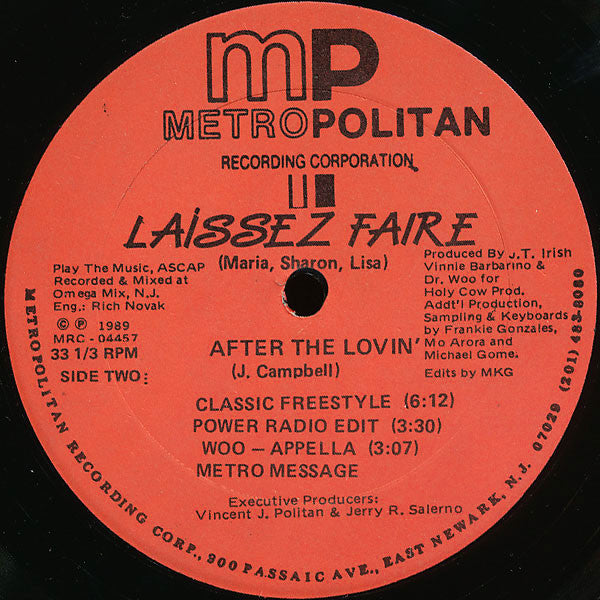 mP
METROPOLITAN
RECORDING CORPORATION
LAiSSEZ FAIRE
(Maria, Sharon, Lisa)
Play The Music, ASCAP
Recorded & Mixed at
Omega Mix, N.J.
Eng.: Rich Novak
© ℗ 1989
MRC - 04457
33 1/3 RPM
SIDE TWO:
Produced By J.T. Irish
Vinnie Barbarino &
Dr. Woo for
Holy Cow Prod.
Addt'l Production,
Sampling & Keyboards
by Frankie Gonzales,
Mo Arora and
Michael Gome.
Edits by MKG
AFTER THE LOVIN'
(J. Campbell)
CLASSIC FREESTYLE (6:12)
POWER RADIO EDIT (3:30)
WOO — APPELLA (3:07)
METRO MESSAGE
Executive Producers:
Vincent J. Politan & Jerry R. Salerno
METROPOLITAN RECORDING CORP., 900 PASSAIC AVE., EAST NEWARK, N.J. 07029 (201) 483-8080